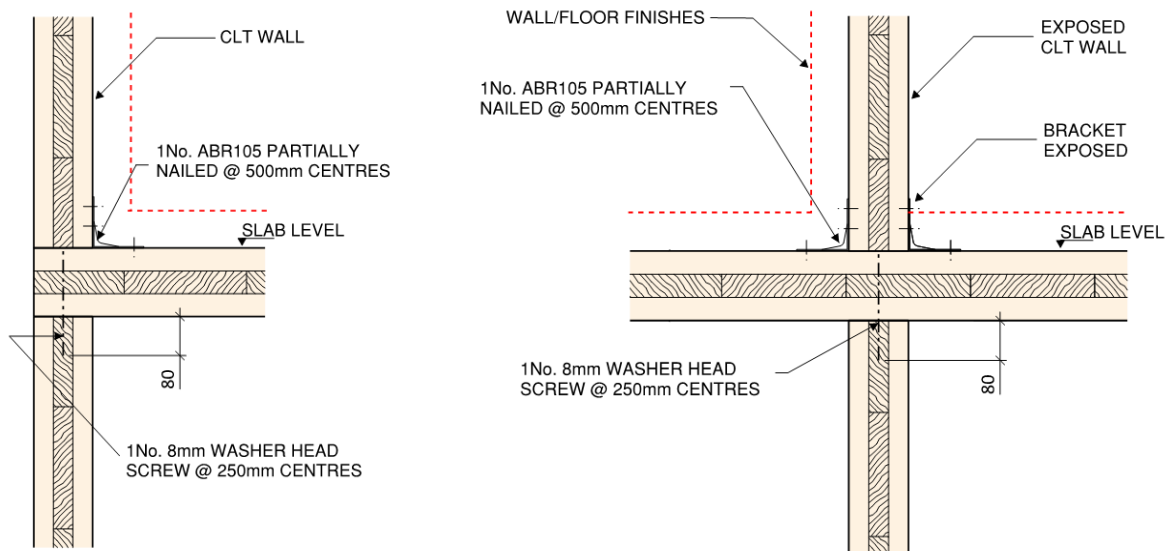 CLT WALL
1No. ABR105 PARTIALLY
NAILED @ 500mm CENTRES
SLAB LEVEL
80
1No. 8mm WASHER HEAD
SCREW @ 250mm CENTRES
WALL/FLOOR FINISHES
1No. ABR105 PARTIALLY
NAILED @ 500mm CENTRES
EXPOSED
CLT WALL
BRACKET
EXPOSED
SLAB LEVEL
1No. 8mm WASHER HEAD
SCREW @ 250mm CENTRES
80